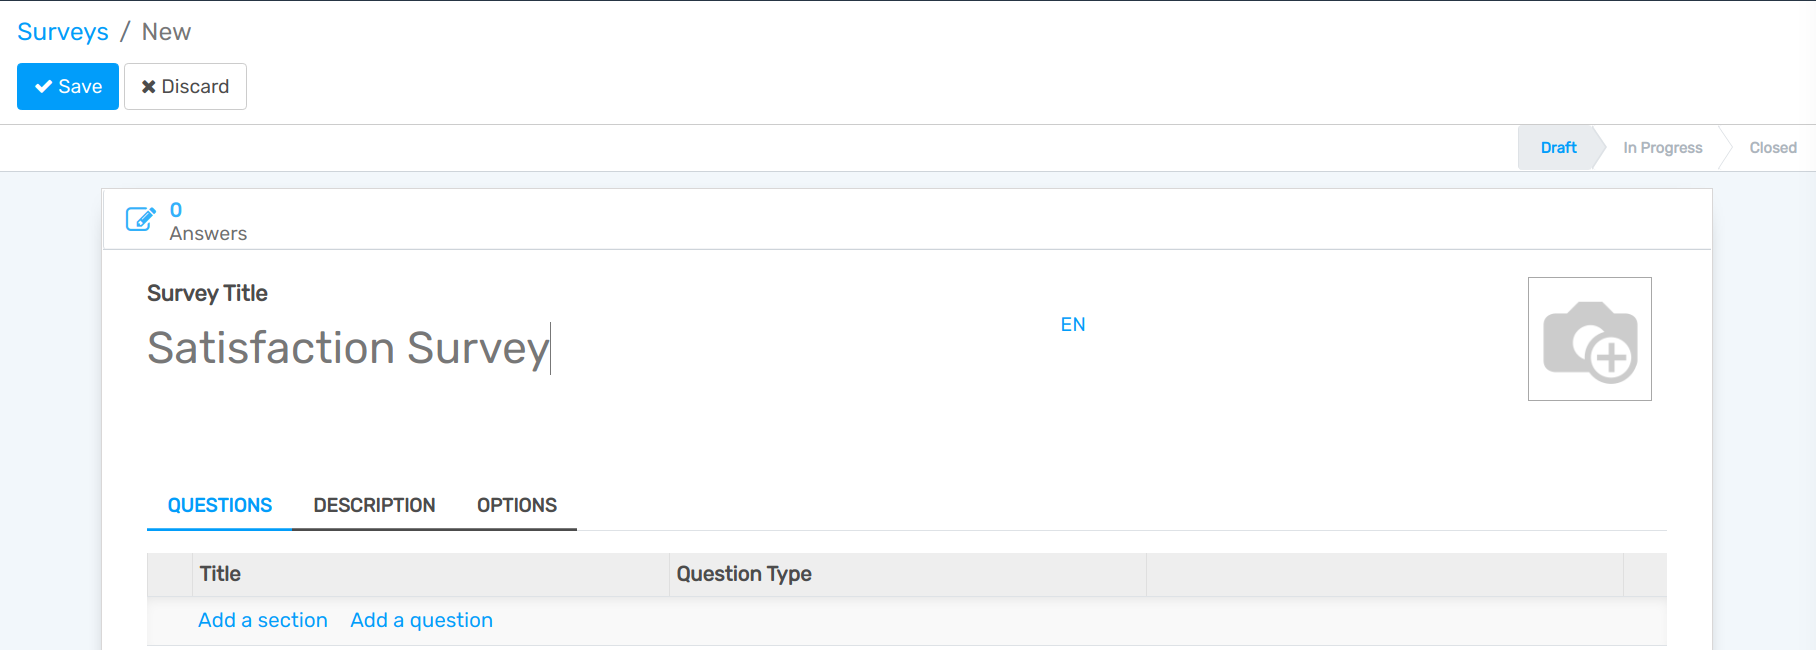 Surveys / New
Save Discard
Draft In Progress Closed
0
Answers
Survey Title
Satisfaction Survey
EN
QUESTIONS DESCRIPTION OPTIONS
Title Question Type
Add a section Add a question